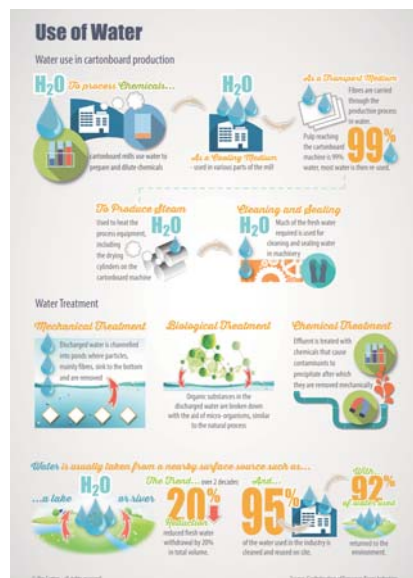 Use of Water
Water use in cartonboard production
H₂O To process Chemicals...
cartonboard mills use water to
prepare and dilute chemicals
H₂O
As a Cooling Medium
- used in various parts of the mill
As a Transport Medium
Fibres are carried
through the
production process
in water.
Pulp reaching
the cartonboard
machine is 99%
water, most water is then re used.
99%
To Produce Steam
Used to heat the
process equipment,
including
the drying
cylinders on the
cartonboard machine
H₂O
Cleaning and Sealing
H₂O
Much of the fresh water
required is used for
cleaning and sealing water
in machinery
Water Treatment
Mechanical Treatment
Discharged water is channelled
into ponds where particles,
mainly fibres, sink to the bottom
and are removed
Biological Treatment
Organic substances in the
discharged water are broken down
with the aid of micro-organisms, similar
to the natural process
Chemical Treatment
Effluent is treated with
chemicals that cause
contaminants to
precipitate after which
they are removed mechanically
Water is usually taken from a nearby surface source such as...
H₂O
...a lake
or river
The Trend... over 2 decades
20%
Reduction
reduced fresh water
withdrawal by 20%
in total volume.
And...
95%
of the water used in the industry is
cleaned and reused on site.
With
92%
of water used
returned to the
environment.